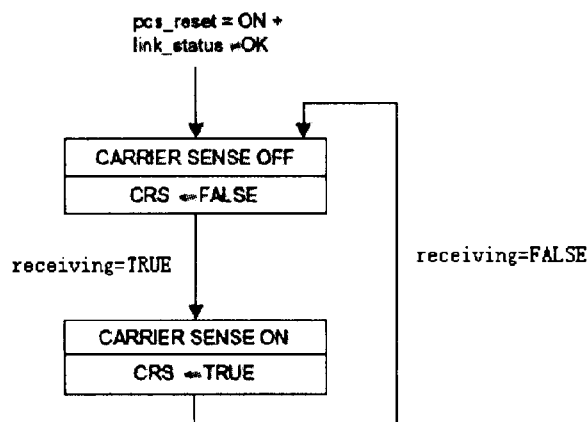 pcs_reset = ON +
link_status ≠OK
CARRIER SENSE OFF
CRS ⇐FALSE
receiving=TRUE
receiving=FALSE
CARRIER SENSE ON
CRS ⇐TRUE